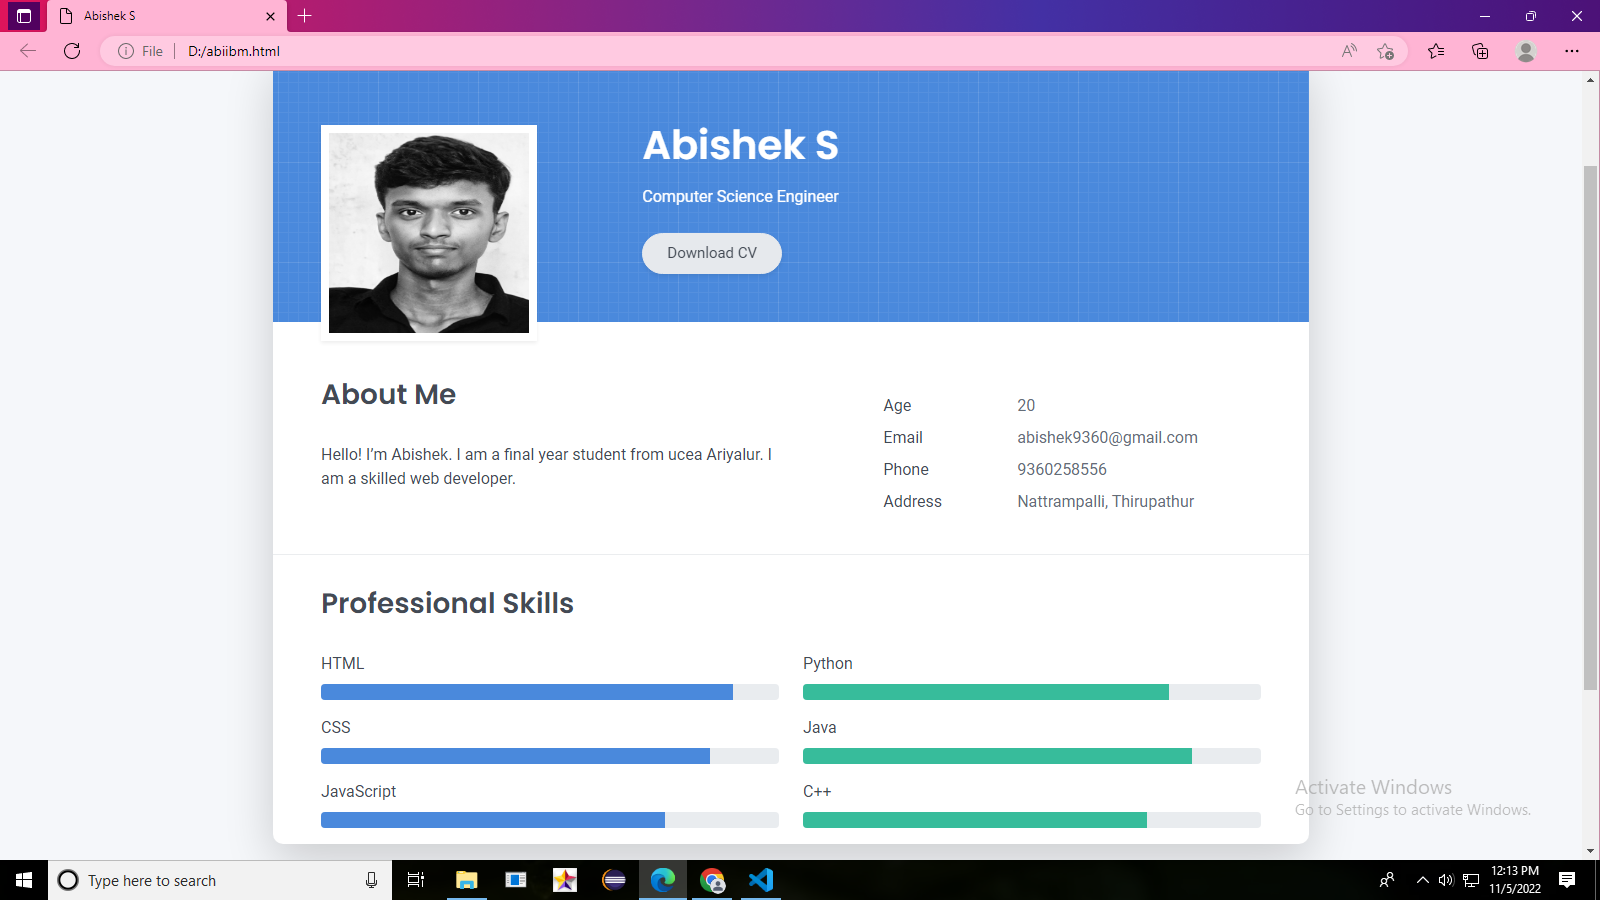 Abishek S
File
D:/abiibm.html
Abishek S
Computer Science Engineer
Download CV
About Me
Hello! I’m Abishek. I am a final year student from ucea Ariyalur. I
am a skilled web developer.
Age 20
Email abishek9360@gmail.com
Phone 9360258556
Address Nattrampalli, Thirupathur
Professional Skills
HTML
Python
CSS
Java
JavaScript
C++
Activate Windows
Go to Settings to activate Windows.
Type here to search
12:13 PM
11/5/2022